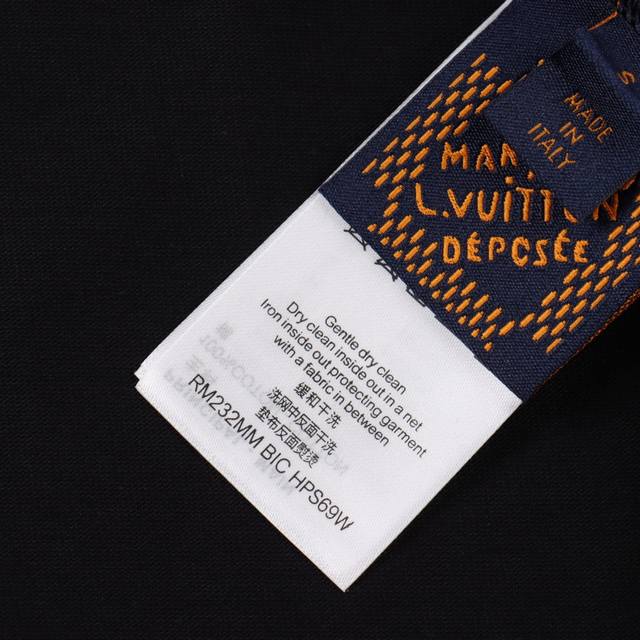 MADE
IN
ITALY
L.VUITTON
DÉPOSÉE
Gentle dry clean
Dry clean inside out in a net
Iron inside out protecting garment
with a fabric in between
缓和干洗
洗网中反面干洗
垫布反面熨烫
RM232MM BIC HPS69W